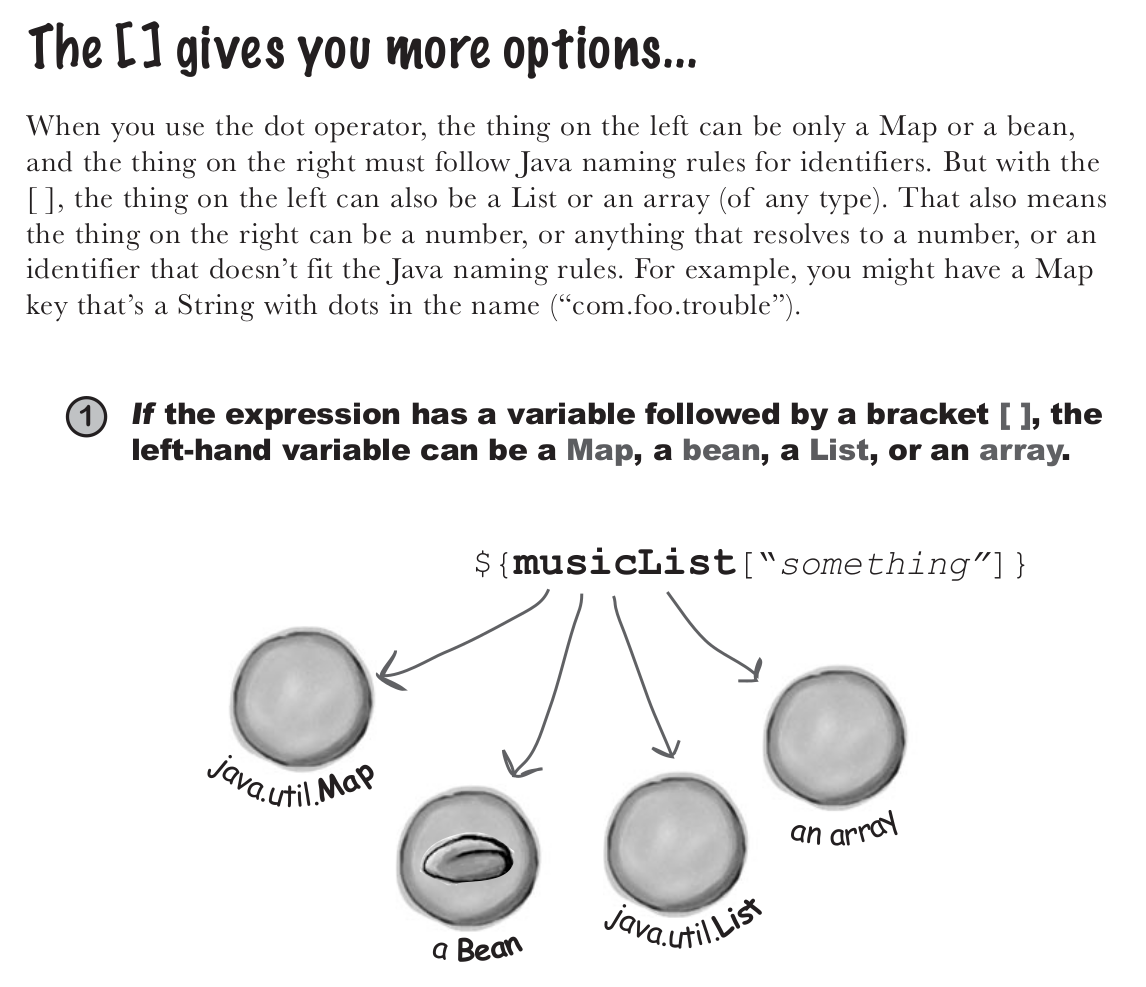 The [ ] gives you more options...
When you use the dot operator, the thing on the left can be only a Map or a bean,
and the thing on the right must follow Java naming rules for identifiers. But with the
[ ], the thing on the left can also be a List or an array (of any type). That also means
the thing on the right can be a number, or anything that resolves to a number, or an
identifier that doesn’t fit the Java naming rules. For example, you might have a Map
key that’s a String with dots in the name (“com.foo.trouble”).
1 If the expression has a variable followed by a bracket [ ], the
left-hand variable can be a Map, a bean, a List, or an array.
${musicList[“something”]}
java.util.Map
a Bean
java.util.List
an array